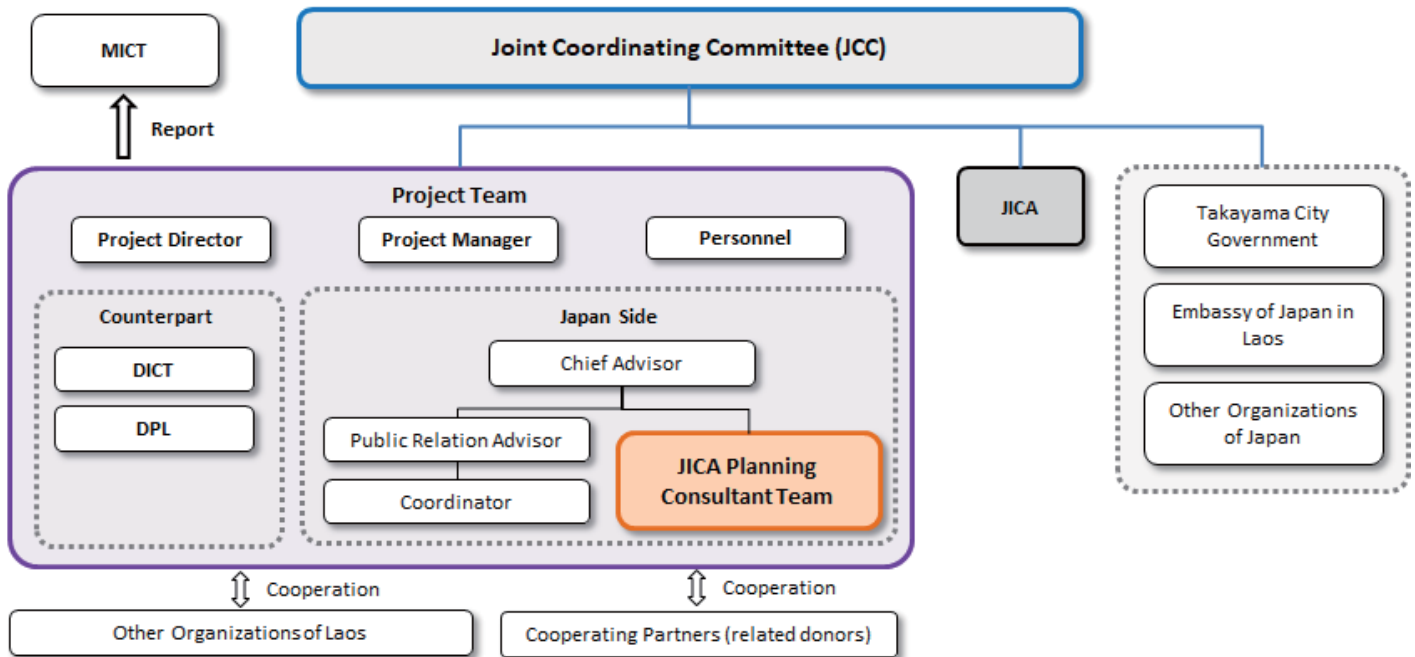 MICT
Joint Coordinating Committee (JCC)
Report
Project Team
Project Director
Project Manager
Personnel
JICA
Takayama City
Government
Embassy of Japan in
Laos
Other Organizations
of Japan
Counterpart
DICT
DPL
Japan Side
Chief Advisor
Public Relation Advisor
Coordinator
JICA Planning
Consultant Team
Cooperation
Cooperation
Other Organizations of Laos
Cooperating Partners (related donors)